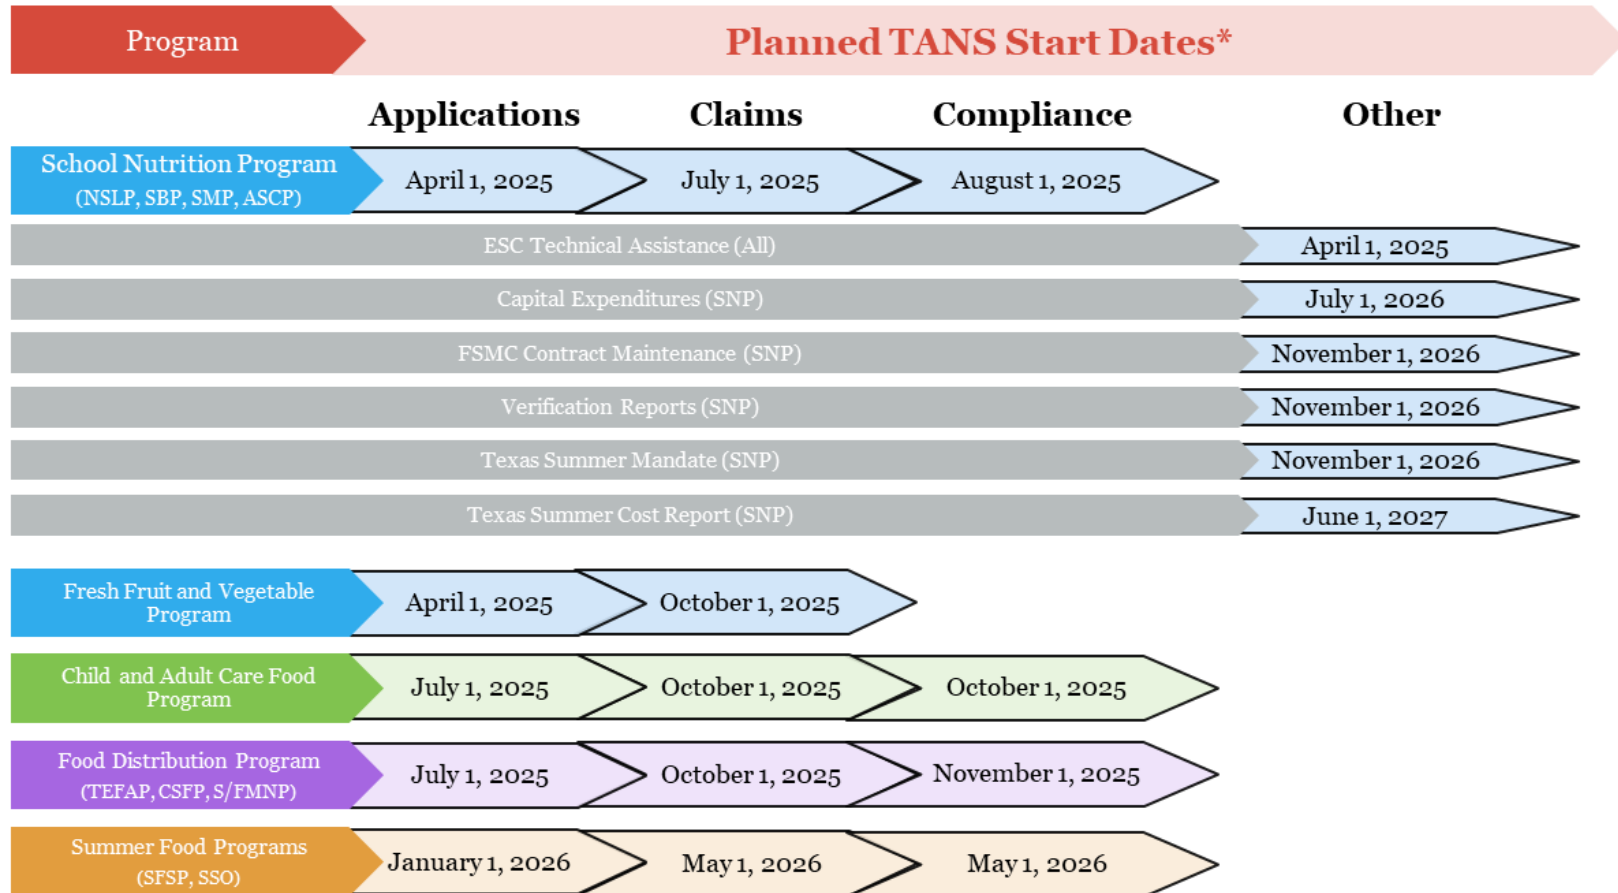 Program
Planned TANS Start Dates*
Applications
Claims
Compliance
Other
School Nutrition Program
(NSLP, SBP, SMP, ASCP)
April 1, 2025
July 1, 2025
August 1, 2025
ESC Technical Assistance (All)
April 1, 2025
Capital Expenditures (SNP)
July 1, 2026
FSMC Contract Maintenance (SNP)
November 1, 2026
Verification Reports (SNP)
November 1, 2026
Texas Summer Mandate (SNP)
November 1, 2026
Texas Summer Cost Report (SNP)
June 1, 2027
Fresh Fruit and Vegetable
Program
April 1, 2025
October 1, 2025
Child and Adult Care Food
Program
July 1, 2025
October 1, 2025
October 1, 2025
Food Distribution Program
(TEFAP, CSFP, S/FMNP)
July 1, 2025
October 1, 2025
November 1, 2025
Summer Food Programs
(SFSP, SSO)
January 1, 2026
May 1, 2026
May 1, 2026